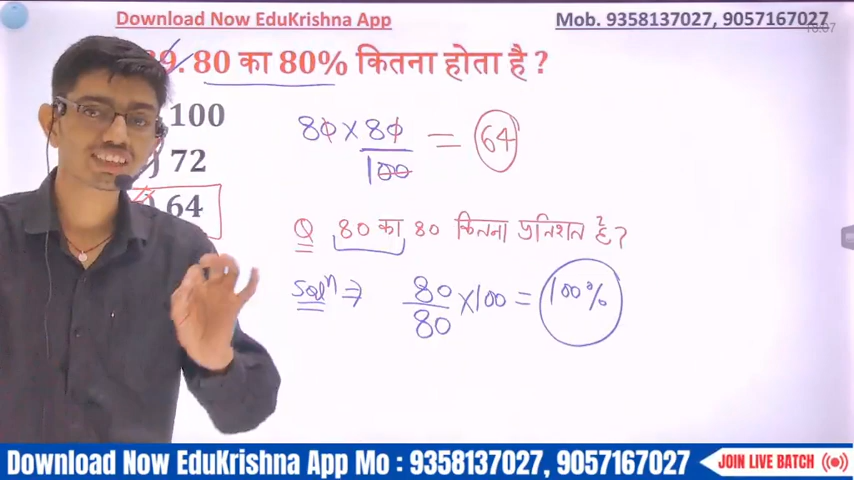 Download Now EduKrishna App
Mob. 9358137027, 9057167027
39. 80 का 80% कितना होता है ?
100
72
64
80 × 80 / 100 = 64
Q 80 का 80 कितना प्रतिशत है?
Solⁿ ⇒ 80 / 80 × 100 = 100%
Download Now EduKrishna App Mo : 9358137027, 9057167027
JOIN LIVE BATCH